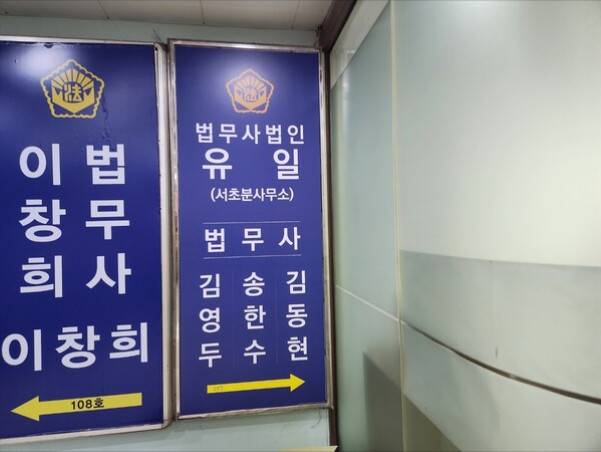 法
법무사
이창희
이창희
108호
법무사법인
유일
(서초분사무소)
법무사
김영두
송한수
김동현